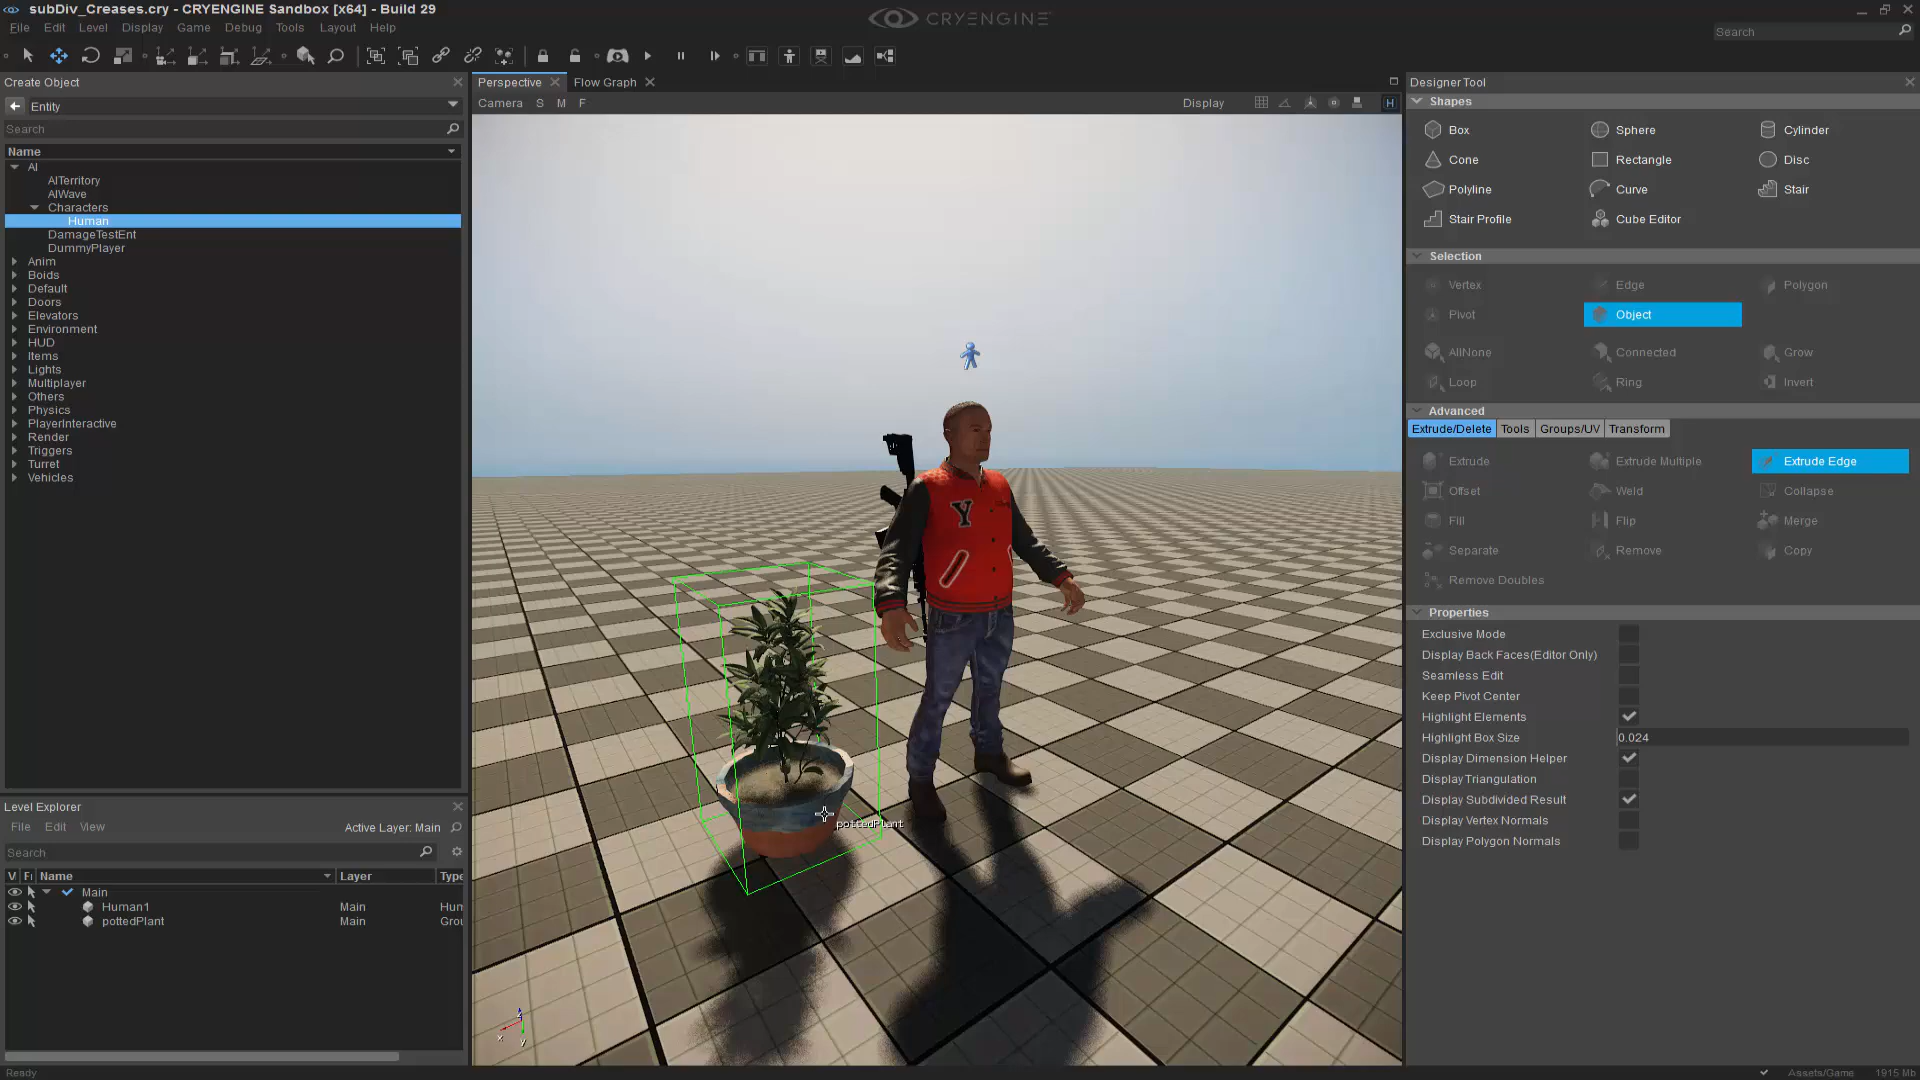 subDiv_Creases.cry - CRYENGINE Sandbox [x64] - Build 29
CRYENGINE
File Edit Level Display Game Debug Tools Layout Help
Search
Create Object
Entity
Search
Name
AI
AITerritory
AIWave
Characters
Human
DamageTestEnt
DummyPlayer
Anim
Boids
Default
Doors
Elevators
Environment
HUD
Items
Lights
Multiplayer
Others
Physics
PlayerInteractive
Render
Triggers
Turret
Vehicles
Level Explorer
File Edit View Active Layer: Main
Search
V Name Layer Type
Main
Human1 Main Hum
pottedPlant Main Grou
Ready
Perspective Flow Graph
Camera S M F Display H
Y
pottedPlant
z
x
y
Designer Tool
Shapes
Box Sphere Cylinder
Cone Rectangle Disc
Polyline Curve Stair
Stair Profile Cube Editor
Selection
Vertex Edge Polygon
Pivot Object
AllNone Connected Grow
Loop Ring Invert
Advanced
Extrude/Delete Tools Groups/UV Transform
Extrude Extrude Multiple Extrude Edge
Offset Weld Collapse
Fill Flip Merge
Separate Remove Copy
Remove Doubles
Properties
Exclusive Mode
Display Back Faces(Editor Only)
Seamless Edit
Keep Pivot Center
Highlight Elements
Highlight Box Size 0.024
Display Dimension Helper
Display Triangulation
Display Subdivided Result
Display Vertex Normals
Display Polygon Normals
Assets/Game 1915 Mb